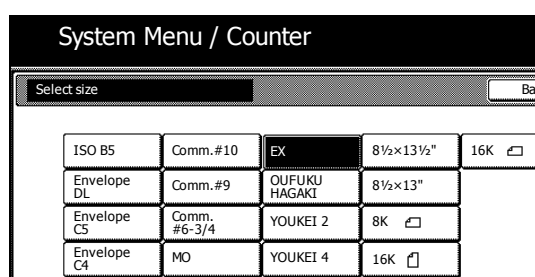 System Menu / Counter
Select size
Ba
ISO B5
Comm.#10
EX
8½×13½"
16K
Envelope
DL
Comm.#9
OUFUKU
HAGAKI
8½×13"
Envelope
C5
Comm.
#6-3/4
YOUKEI 2
8K
Envelope
C4
MO
YOUKEI 4
16K